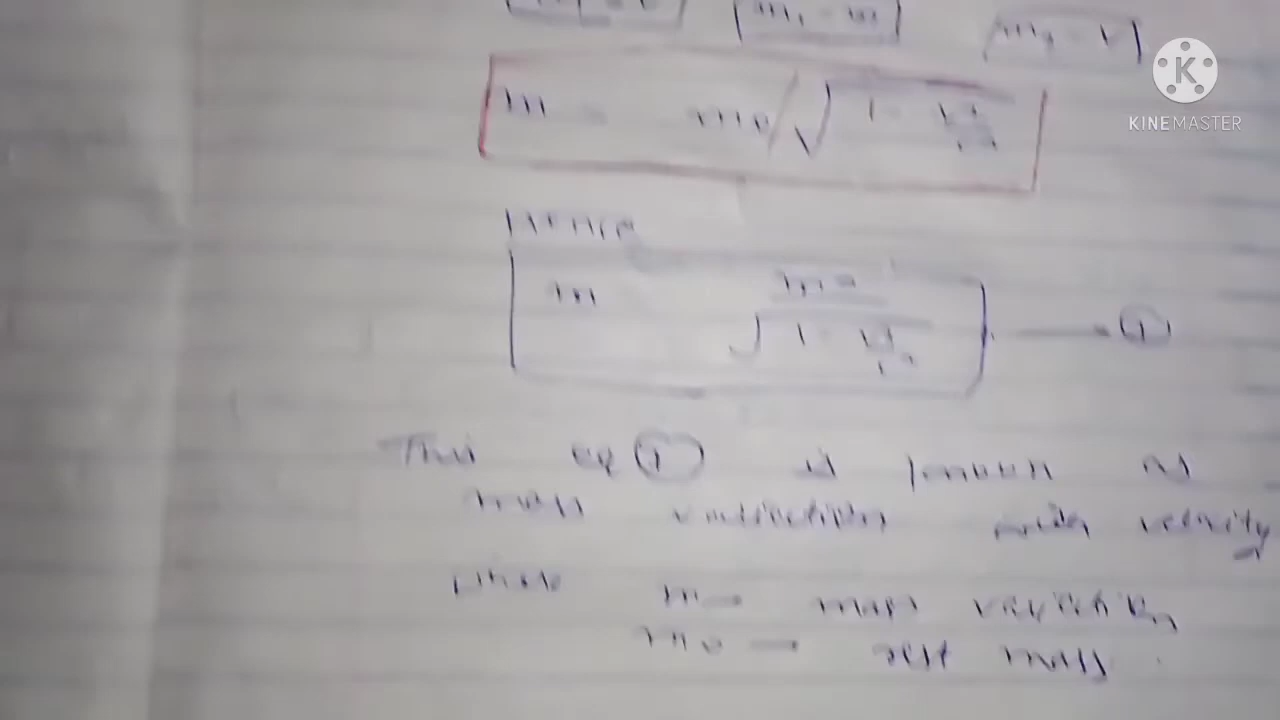 K
KINEMASTER
m = m₀/√1 - v²/c²
Hence
m m₀/√1 - v²/c² ①
This eq ① is known as
mass variation with velocity
where m → mass variation
m₀ → rest mass